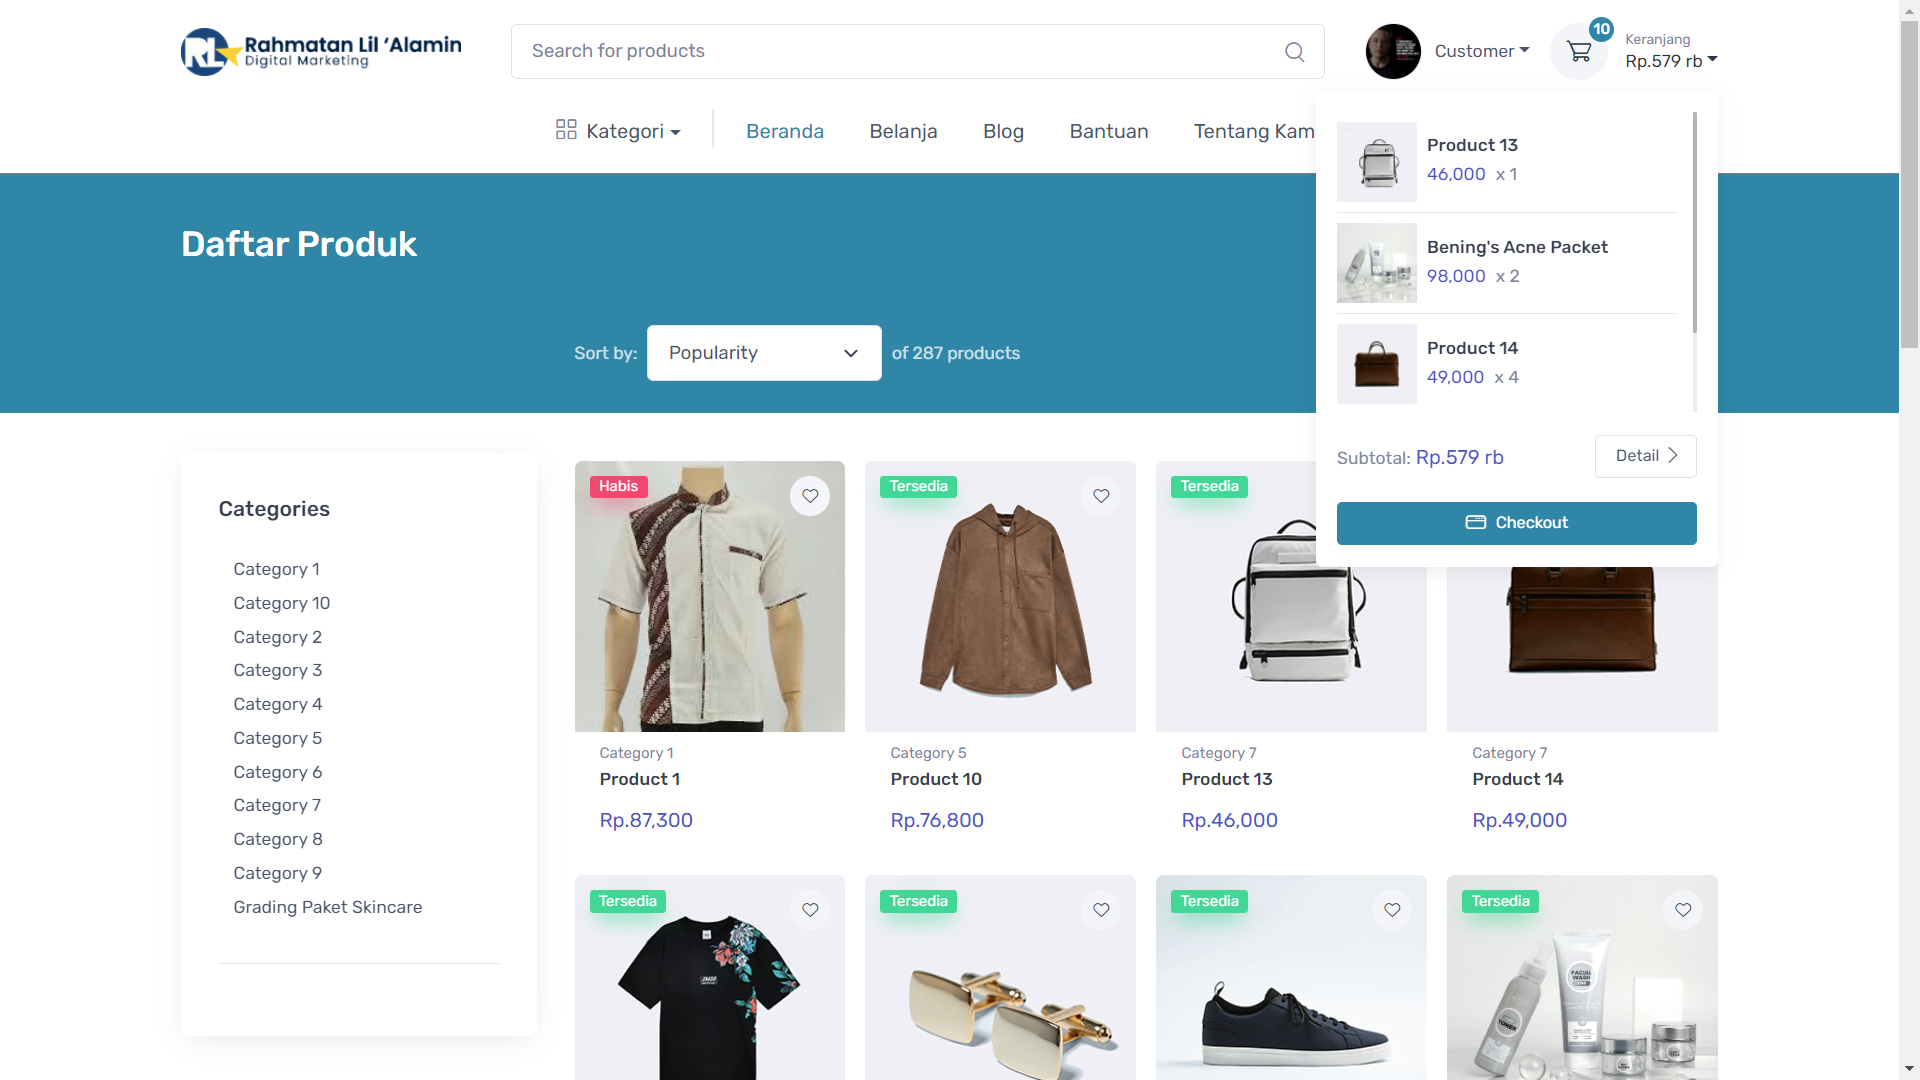 Rahmatan Lil ‘Alamin
Digital Marketing
Search for products
Customer
10
Keranjang
Rp.579 rb
Kategori
Beranda
Belanja
Blog
Bantuan
Tentang Kam
Product 13
46,000 x 1
Bening's Acne Packet
98,000 x 2
Product 14
49,000 x 4
Subtotal: Rp.579 rb
Detail
Checkout
Daftar Produk
Sort by:
Popularity
of 287 products
Categories
Category 1
Category 10
Category 2
Category 3
Category 4
Category 5
Category 6
Category 7
Category 8
Category 9
Grading Paket Skincare
Habis
Category 1
Product 1
Rp.87,300
Tersedia
Category 5
Product 10
Rp.76,800
Tersedia
Category 7
Product 13
Rp.46,000
Category 7
Product 14
Rp.49,000
Tersedia
Tersedia
Tersedia
Tersedia
FACIAL
WASH
TONER